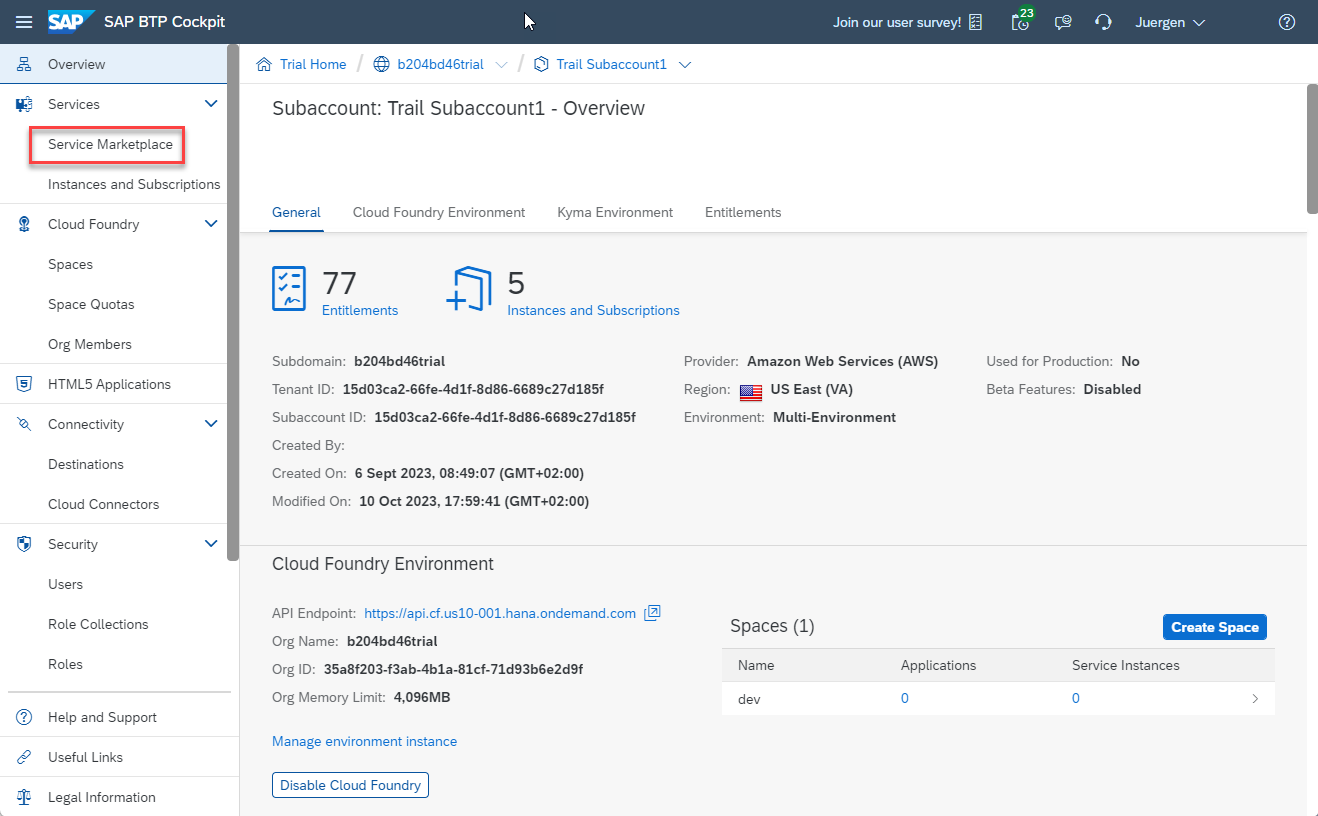 SAP SAP BTP Cockpit
Join our user survey!
23
Juergen
Overview
Services
Service Marketplace
Instances and Subscriptions
Cloud Foundry
Spaces
Space Quotas
Org Members
HTML5 Applications
Connectivity
Destinations
Cloud Connectors
Security
Users
Role Collections
Roles
Help and Support
Useful Links
Legal Information
Trial Home / b204bd46trial / Trail Subaccount1
Subaccount: Trail Subaccount1 - Overview
General Cloud Foundry Environment Kyma Environment Entitlements
77
Entitlements
5
Instances and Subscriptions
Subdomain: b204bd46trial
Tenant ID: 15d03ca2-66fe-4d1f-8d86-6689c27d185f
Subaccount ID: 15d03ca2-66fe-4d1f-8d86-6689c27d185f
Created By:
Created On: 6 Sept 2023, 08:49:07 (GMT+02:00)
Modified On: 10 Oct 2023, 17:59:41 (GMT+02:00)
Provider: Amazon Web Services (AWS)
Region: US East (VA)
Environment: Multi-Environment
Used for Production: No
Beta Features: Disabled
Cloud Foundry Environment
API Endpoint: https://api.cf.us10-001.hana.ondemand.com
Org Name: b204bd46trial
Org ID: 35a8f203-f3ab-4b1a-81cf-71d93b6e2d9f
Org Memory Limit: 4,096MB
Manage environment instance
Disable Cloud Foundry
Spaces (1)
Create Space
Name Applications Service Instances
dev 0 0